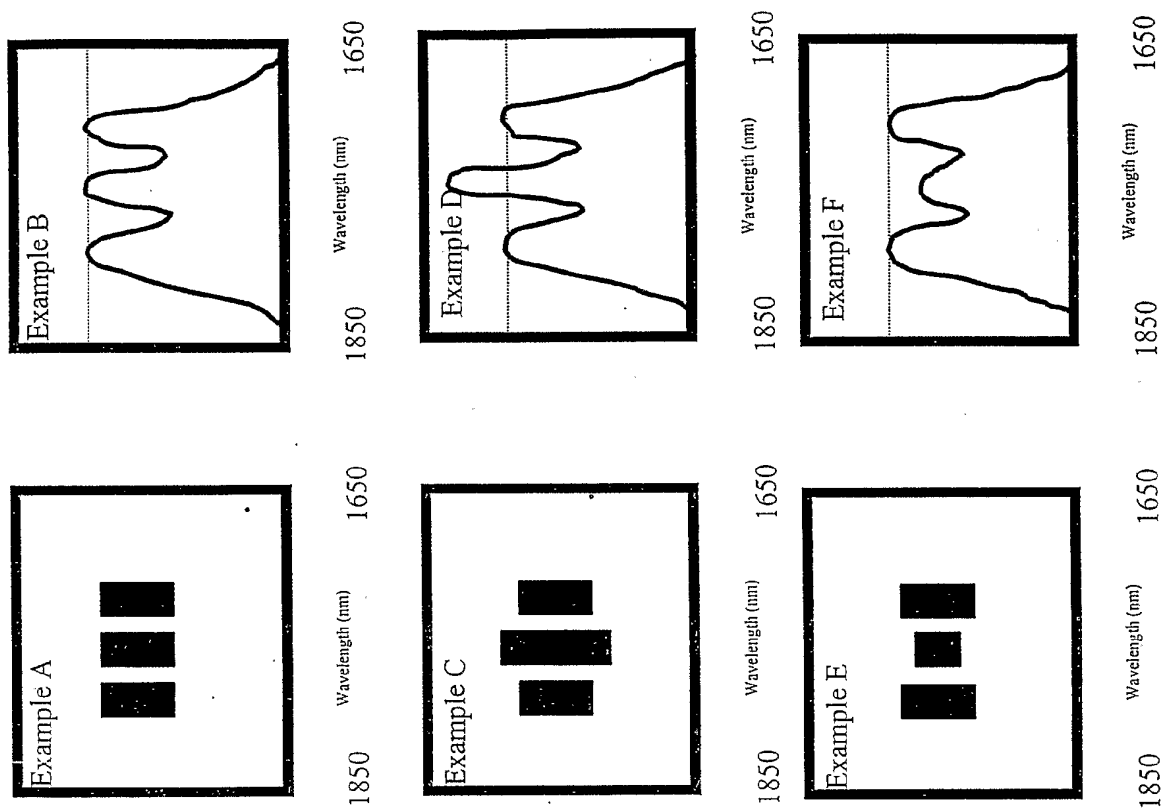 Example B
1850
Wavelength (nm)
1650
Example D
1850
Wavelength (nm)
1650
Example F
1850
Wavelength (nm)
1650
Example A
1850
Wavelength (nm)
1650
Example C
1850
Wavelength (nm)
1650
Example E
1850
Wavelength (nm)
1650